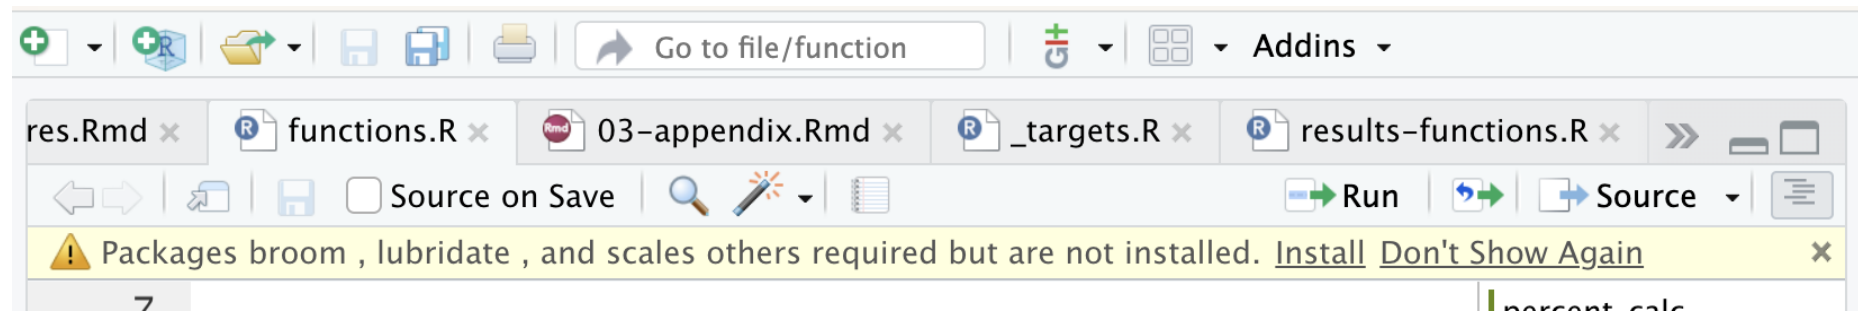 Go to file/function Addins
res.Rmd functions.R 03-appendix.Rmd _targets.R results-functions.R
Source on Save Run Source
Packages broom , lubridate , and scales others required but are not installed. Install Don't Show Again
7 percent_calc